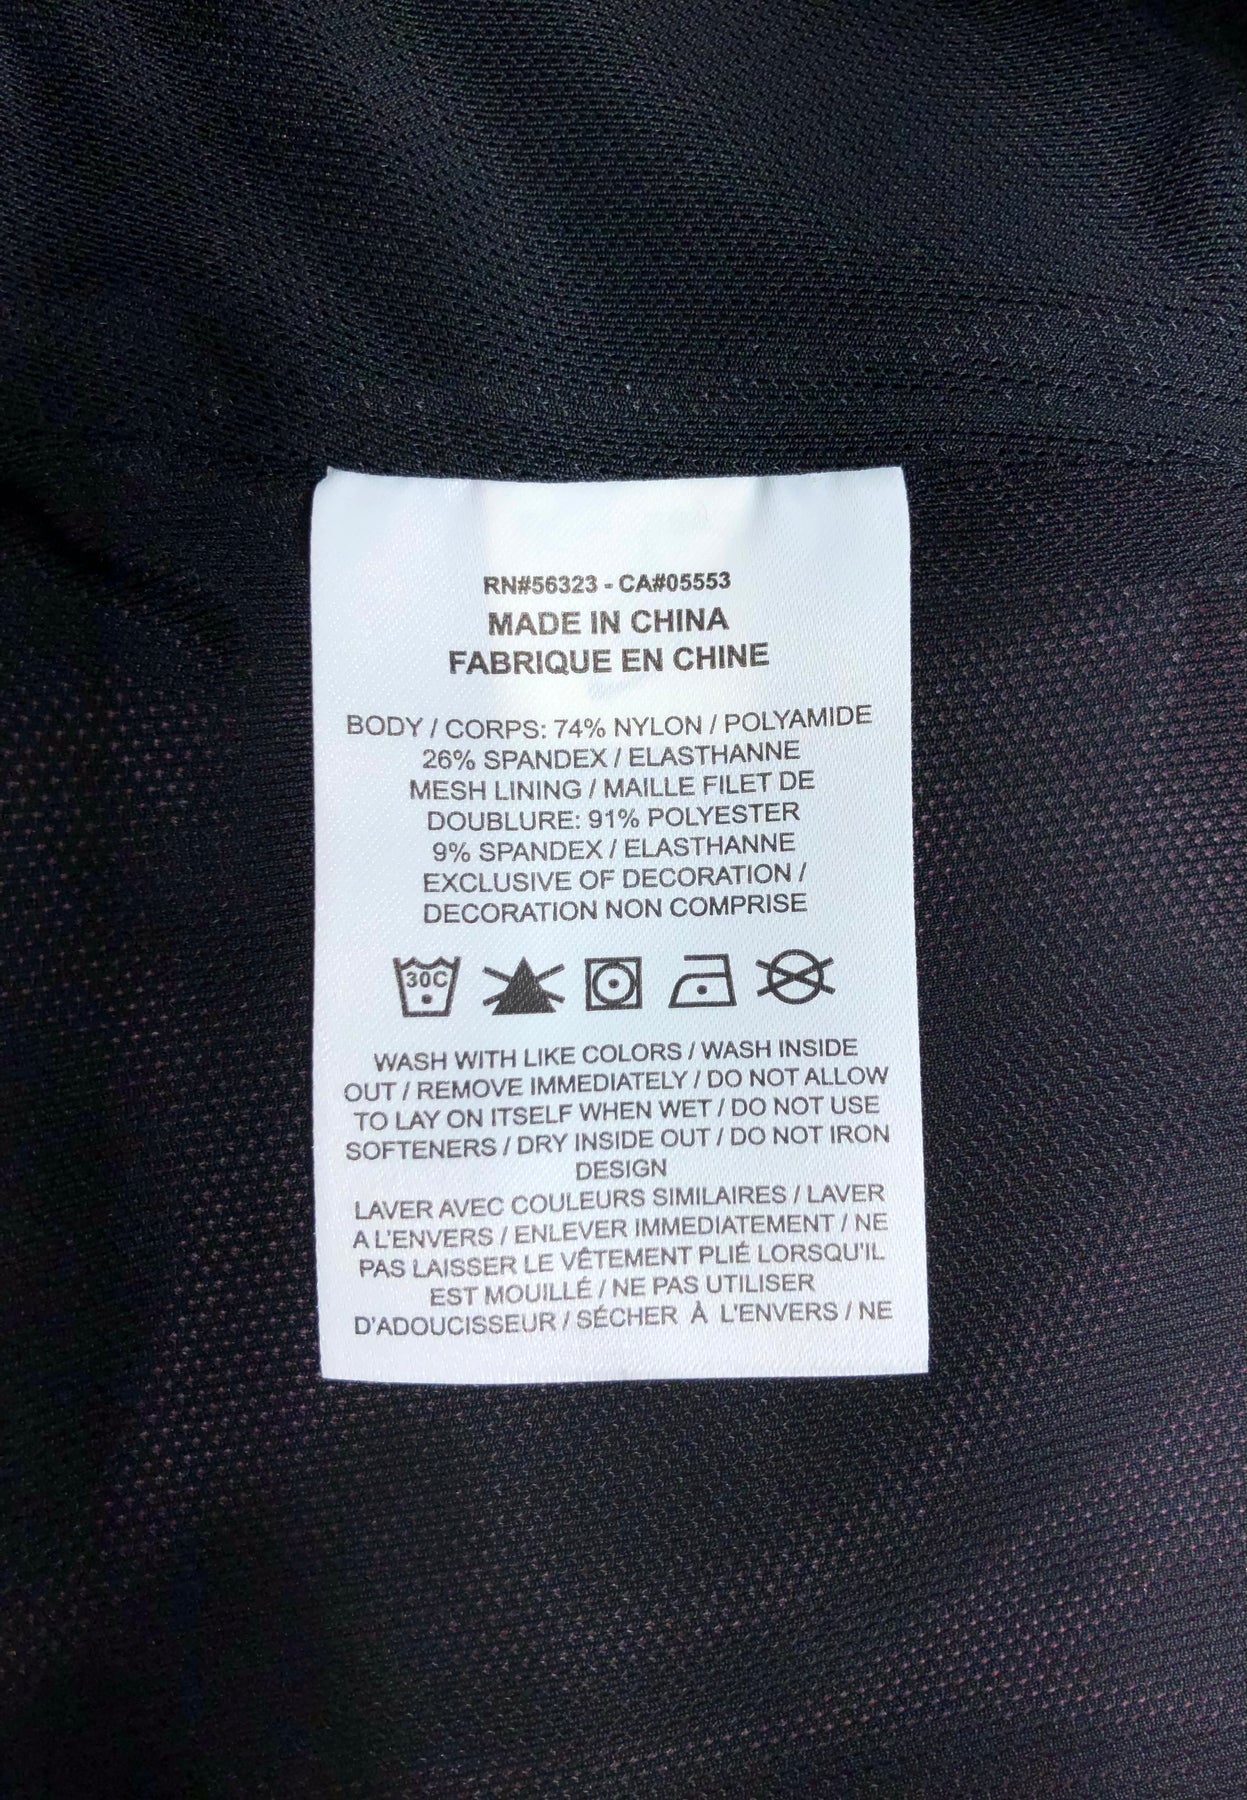 RN#56323 - CA#05553
MADE IN CHINA
FABRIQUE EN CHINE
BODY / CORPS: 74% NYLON / POLYAMIDE
26% SPANDEX / ELASTHANNE
MESH LINING / MAILLE FILET DE
DOUBLURE: 91% POLYESTER
9% SPANDEX / ELASTHANNE
EXCLUSIVE OF DECORATION /
DECORATION NON COMPRISE
30C
WASH WITH LIKE COLORS / WASH INSIDE
OUT / REMOVE IMMEDIATELY / DO NOT ALLOW
TO LAY ON ITSELF WHEN WET / DO NOT USE
SOFTENERS / DRY INSIDE OUT / DO NOT IRON
DESIGN
LAVER AVEC COULEURS SIMILAIRES / LAVER
A L'ENVERS / ENLEVER IMMEDIATEMENT / NE
PAS LAISSER LE VÊTEMENT PLIÉ LORSQU'IL
EST MOUILLÉ / NE PAS UTILISER
D'ADOUCISSEUR / SÉCHER À L'ENVERS / NE